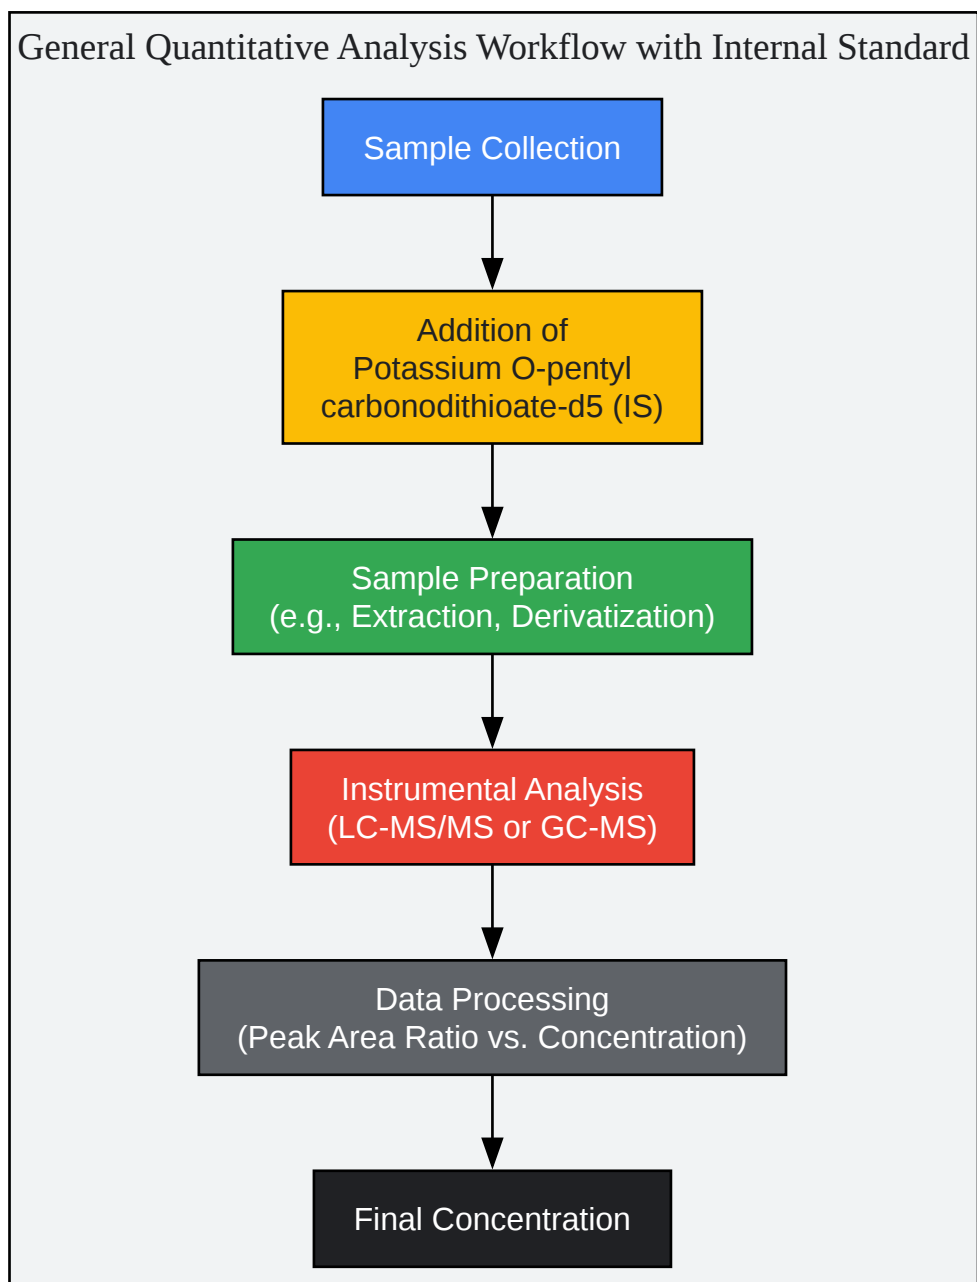 General Quantitative Analysis Workflow with Internal Standard
Sample Collection
Addition of
Potassium O-pentyl
carbonodithioate-d5 (IS)
Sample Preparation
(e.g., Extraction, Derivatization)
Instrumental Analysis
(LC-MS/MS or GC-MS)
Data Processing
(Peak Area Ratio vs. Concentration)
Final Concentration